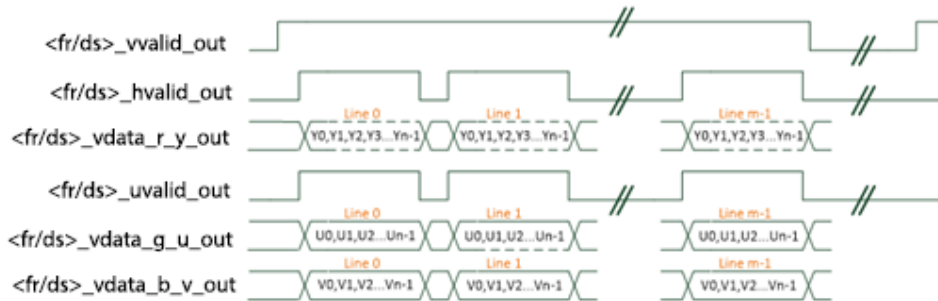 <fr/ds>_vvalid_out
<fr/ds>_hvalid_out
Line 0 Line 1 Line m-1
<fr/ds>_vdata_r_y_out Y0,Y1,Y2,Y3...Yn-1 Y0,Y1,Y2,Y3...Yn-1 Y0,Y1,Y2,Y3...Yn-1
<fr/ds>_uvalid_out
Line 0 Line 1 Line m-1
<fr/ds>_vdata_g_u_out U0,U1,U2...Un-1 U0,U1,U2...Un-1 U0,U1,U2...Un-1
Line 0 Line 1 Line m-1
<fr/ds>_vdata_b_v_out V0,V1,V2...Vn-1 V0,V1,V2...Vn-1 V0,V1,V2...Vn-1